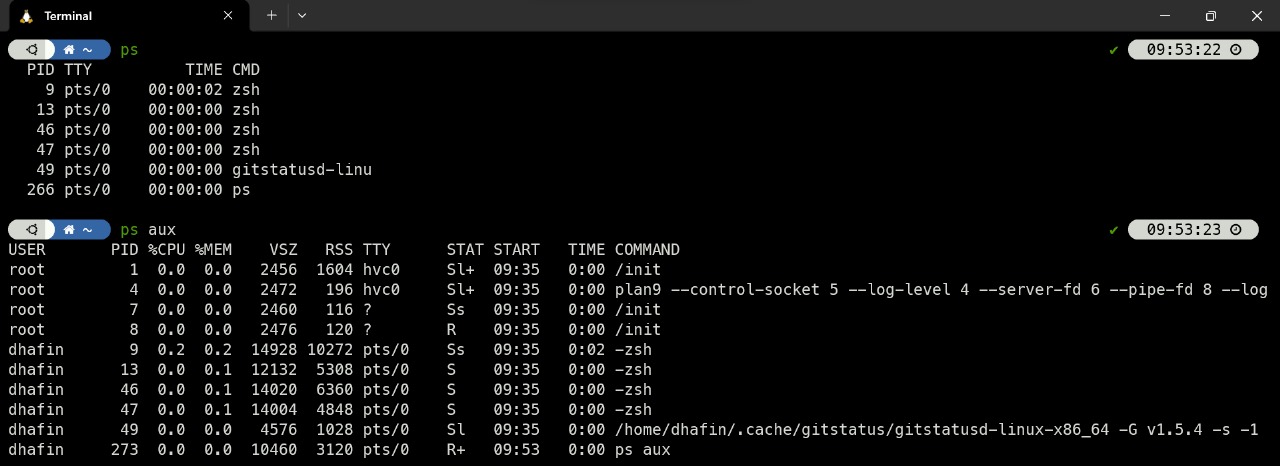 Terminal
~ ps 09:53:22
PID TTY TIME CMD
9 pts/0 00:00:02 zsh
13 pts/0 00:00:00 zsh
46 pts/0 00:00:00 zsh
47 pts/0 00:00:00 zsh
49 pts/0 00:00:00 gitstatusd-linu
266 pts/0 00:00:00 ps
~ ps aux 09:53:23
USER PID %CPU %MEM VSZ RSS TTY STAT START TIME COMMAND
root 1 0.0 0.0 2456 1604 hvc0 Sl+ 09:35 0:00 /init
root 4 0.0 0.0 2472 196 hvc0 Sl+ 09:35 0:00 plan9 --control-socket 5 --log-level 4 --server-fd 6 --pipe-fd 8 --log
root 7 0.0 0.0 2460 116 ? Ss 09:35 0:00 /init
root 8 0.0 0.0 2476 120 ? R 09:35 0:00 /init
dhafin 9 0.2 0.2 14928 10272 pts/0 Ss 09:35 0:02 -zsh
dhafin 13 0.0 0.1 12132 5308 pts/0 S 09:35 0:00 -zsh
dhafin 46 0.0 0.1 14020 6360 pts/0 S 09:35 0:00 -zsh
dhafin 47 0.0 0.1 14004 4848 pts/0 S 09:35 0:00 -zsh
dhafin 49 0.0 0.0 4576 1028 pts/0 Sl 09:35 0:00 /home/dhafin/.cache/gitstatus/gitstatusd-linux-x86_64 -G v1.5.4 -s -1
dhafin 273 0.0 0.0 10460 3120 pts/0 R+ 09:53 0:00 ps aux